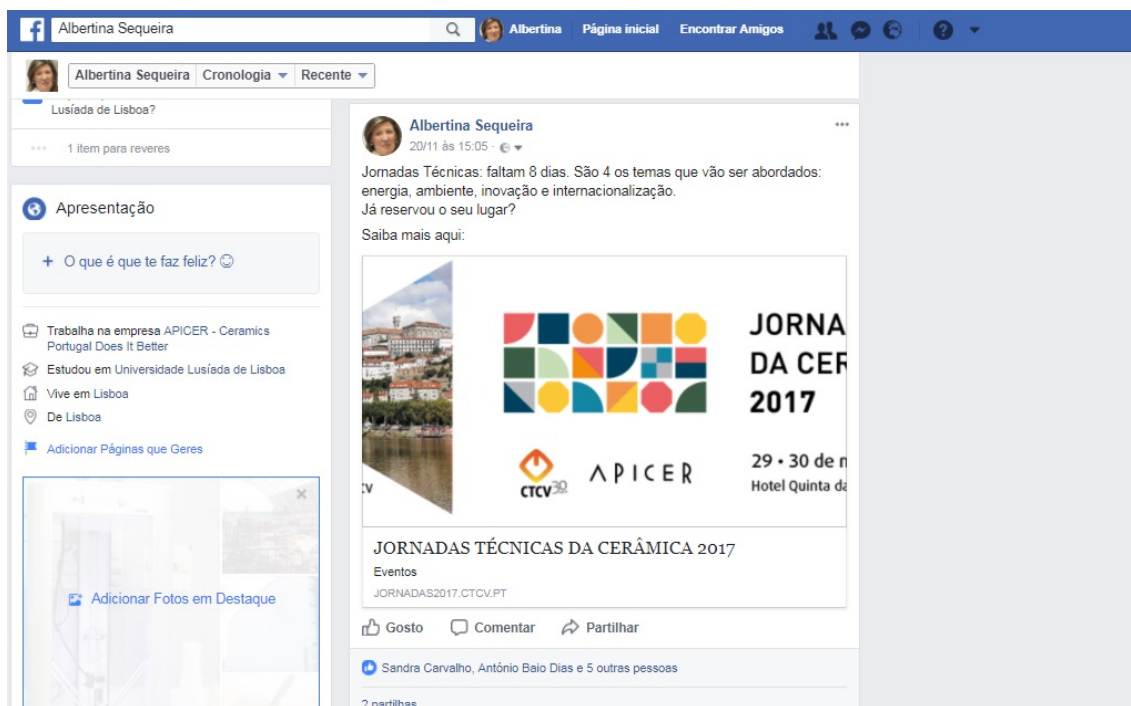 Albertina Sequeira
Albertina Página inicial Encontrar Amigos
Albertina Sequeira Cronologia Recente
Lusíada de Lisboa?
1 item para reveres
Apresentação
+ O que é que te faz feliz?
Trabalha na empresa APICER - Ceramics
Portugal Does It Better
Estudou em Universidade Lusíada de Lisboa
Vive em Lisboa
De Lisboa
Adicionar Páginas que Geres
Adicionar Fotos em Destaque
Albertina Sequeira
20/11 às 15:05 ·
Jornadas Técnicas: faltam 8 dias. São 4 os temas que vão ser abordados:
energia, ambiente, inovação e internacionalização.
Já reservou o seu lugar?
Saiba mais aqui:
JORNA
DA CER
2017
CTCV 30
APICER
29 • 30 de n
Hotel Quinta da
CV
JORNADAS TÉCNICAS DA CERÂMICA 2017
Eventos
JORNADAS2017.CTCV.PT
Gosto Comentar Partilhar
Sandra Carvalho, António Baio Dias e 5 outras pessoas
2 partilhas